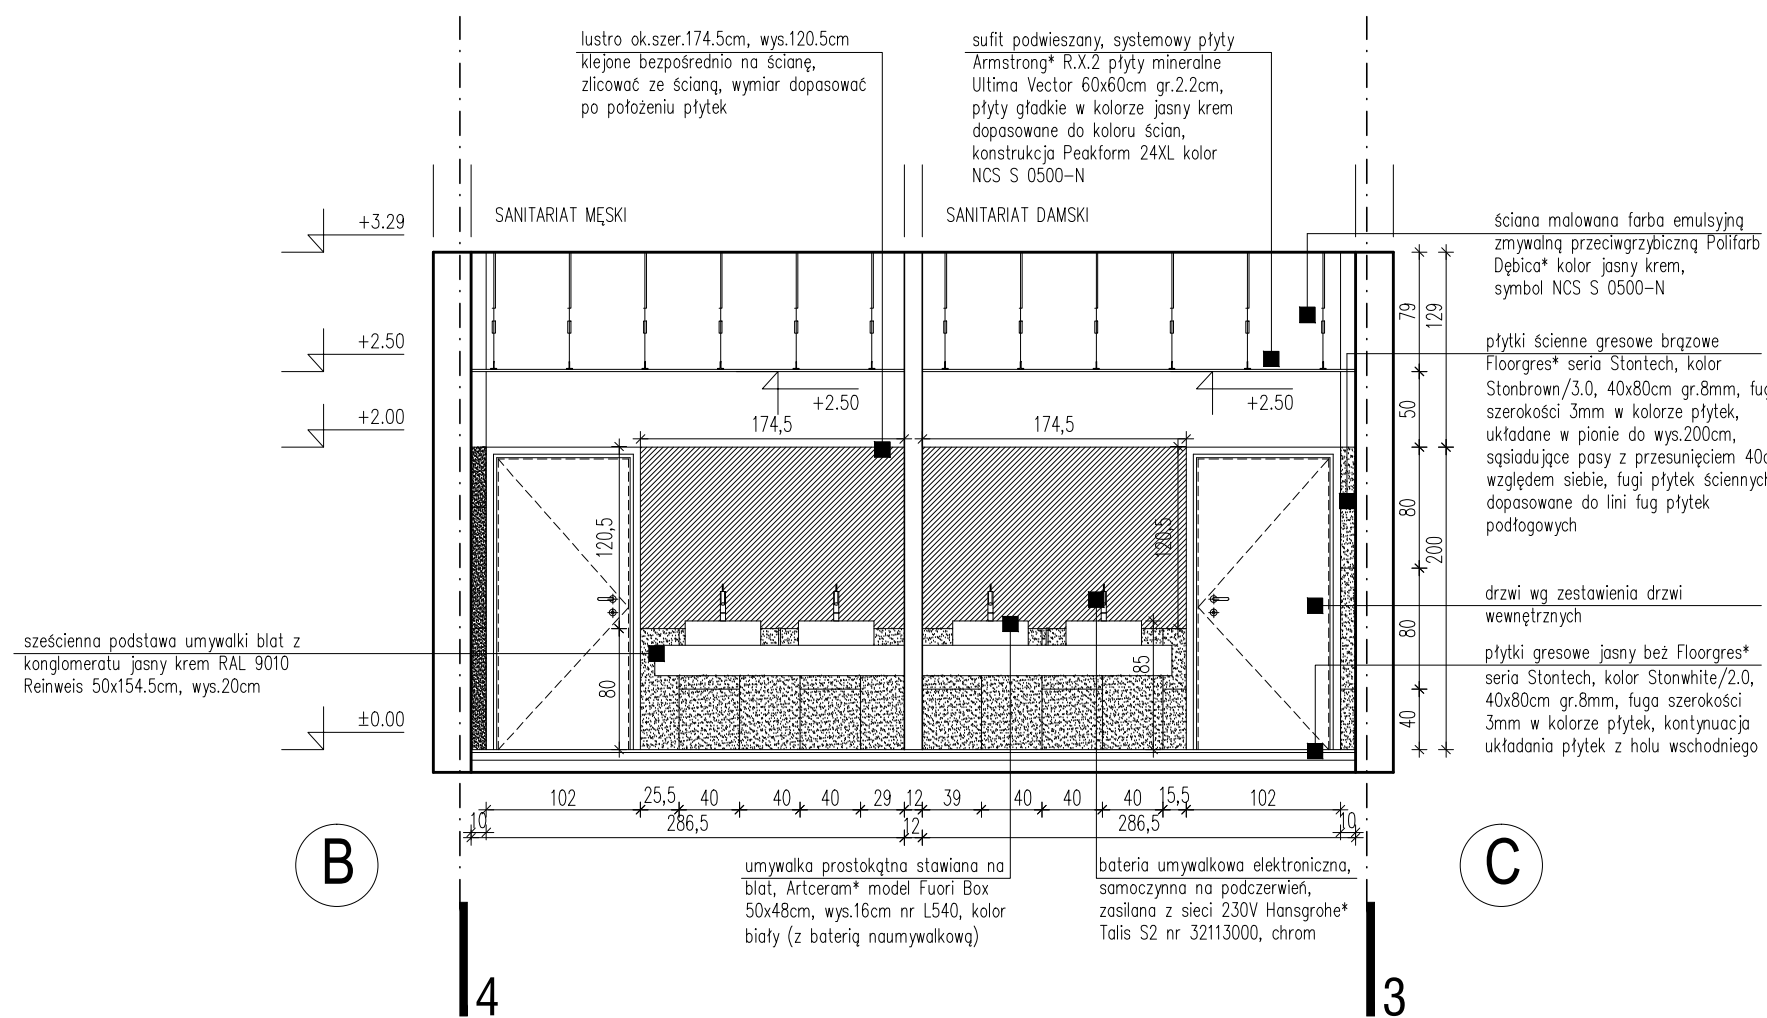 lustro ok.szer.174.5cm, wys.120.5cm
klejone bezpośrednio na ścianę,
zlicować ze ścianą, wymiar dopasować
po położeniu płytek
sufit podwieszany, systemowy płyty
Armstrong* R.X.2 płyty mineralne
Ultima Vector 60x60cm gr.2.2cm,
płyty gładkie w kolorze jasny krem
dopasowane do koloru ścian,
konstrukcja Peakform 24XL kolor
NCS S 0500-N
SANITARIAT MĘSKI
SANITARIAT DAMSKI
ściana malowana farba emulsyjną
zmywalną przeciwgrzybiczną Polifarb
Dębica* kolor jasny krem,
symbol NCS S 0500-N
+3.29
+2.50
+2.00
±0.00
+2.50
+2.50
174,5
174,5
79
129
50
80
200
80
40
płytki ścienne gresowe brązowe
Floorgres* seria Stontech, kolor
Stonbrown/3.0, 40x80cm gr.8mm, fug
szerokości 3mm w kolorze płytek,
układane w pionie do wys.200cm,
sąsiadujące pasy z przesunięciem 40c
względem siebie, fugi płytek ściennych
dopasowane do lini fug płytek
podłogowych
120,5
120,5
80
85
drzwi wg zestawienia drzwi
wewnętrznych
sześcienna podstawa umywalki blat z
konglomeratu jasny krem RAL 9010
Reinweis 50x154.5cm, wys.20cm
płytki gresowe jasny beż Floorgres*
seria Stontech, kolor Stonwhite/2.0,
40x80cm gr.8mm, fuga szerokości
3mm w kolorze płytek, kontynuacja
układania płytek z holu wschodniego
102 25,5 40 40 40 29 12 39 40 40 40 15,5 102
10 286,5 12 286,5 10
B
C
umywalka prostokątna stawiana na
blat, Artceram* model Fuori Box
50x48cm, wys.16cm nr L540, kolor
biały (z baterią naumywalkową)
bateria umywalkowa elektroniczna,
samoczynna na podczerwień,
zasilana z sieci 230V Hansgrohe*
Talis S2 nr 32113000, chrom
4
3